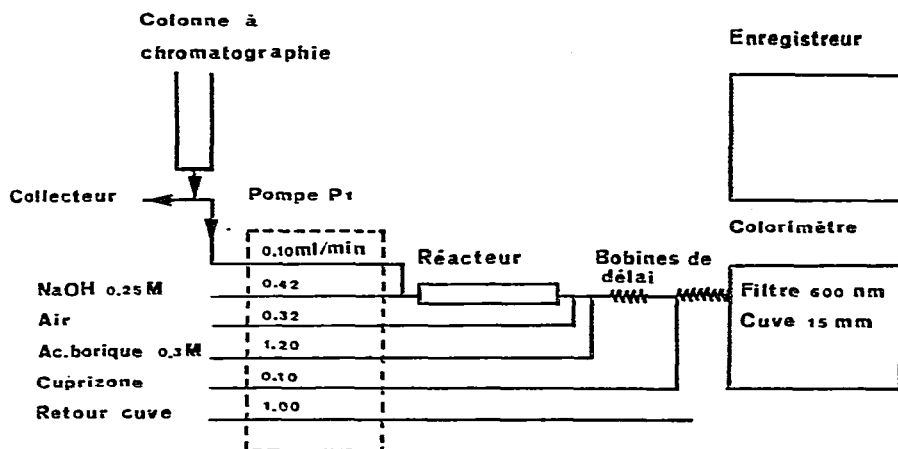 Colonne à
chromatographie
Enregistreur
Collecteur
Pompe P1
Colorimètre
0.10ml/min
Réacteur
Bobines de
délai
NaOH 0.25M
0.42
Filtre 600 nm
Air
0.32
Cuve 15 mm
Ac.borique 0.3M
1.20
Cuprizone
0.10
Retour cuve
1.00